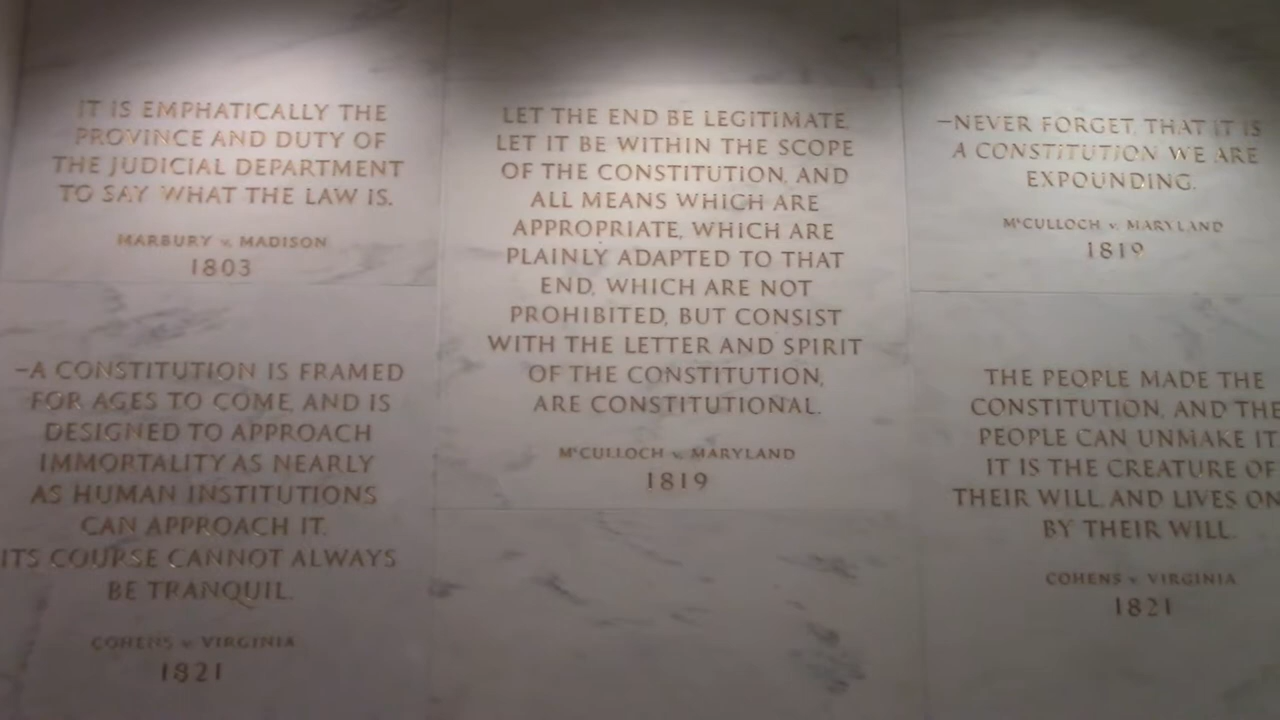 IT IS EMPHATICALLY THE
PROVINCE AND DUTY OF
THE JUDICIAL DEPARTMENT
TO SAY WHAT THE LAW IS.
MARBURY v. MADISON
1803
—A CONSTITUTION IS FRAMED
FOR AGES TO COME, AND IS
DESIGNED TO APPROACH
IMMORTALITY AS NEARLY
AS HUMAN INSTITUTIONS
CAN APPROACH IT.
ITS COURSE CANNOT ALWAYS
BE TRANQUIL.
COHENS v. VIRGINIA
1821
LET THE END BE LEGITIMATE,
LET IT BE WITHIN THE SCOPE
OF THE CONSTITUTION, AND
ALL MEANS WHICH ARE
APPROPRIATE, WHICH ARE
PLAINLY ADAPTED TO THAT
END, WHICH ARE NOT
PROHIBITED, BUT CONSIST
WITH THE LETTER AND SPIRIT
OF THE CONSTITUTION,
ARE CONSTITUTIONAL.
McCULLOCH v. MARYLAND
1819
—NEVER FORGET, THAT IT IS
A CONSTITUTION WE ARE
EXPOUNDING.
McCULLOCH v. MARYLAND
1819
THE PEOPLE MADE THE
CONSTITUTION, AND THE
PEOPLE CAN UNMAKE IT.
IT IS THE CREATURE OF
THEIR WILL, AND LIVES ON
BY THEIR WILL.
COHENS v. VIRGINIA
1821